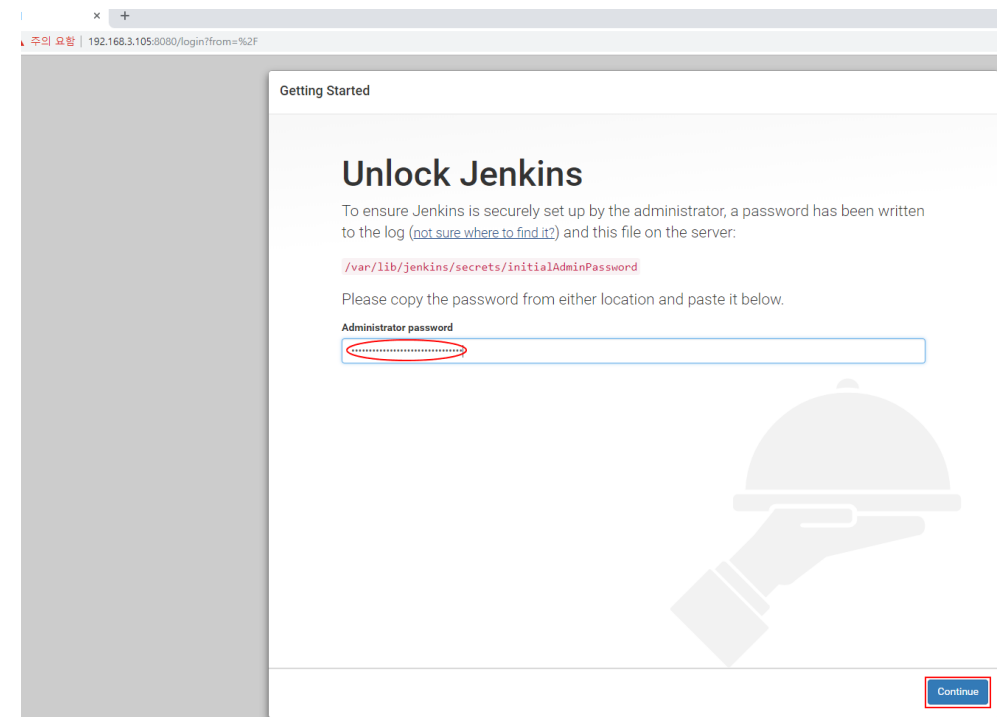 주의 요함 | 192.168.3.105:8080/login?from=%2F
Getting Started
Unlock Jenkins
To ensure Jenkins is securely set up by the administrator, a password has been written
to the log (not sure where to find it?) and this file on the server:
/var/lib/jenkins/secrets/initialAdminPassword
Please copy the password from either location and paste it below.
Administrator password
Continue